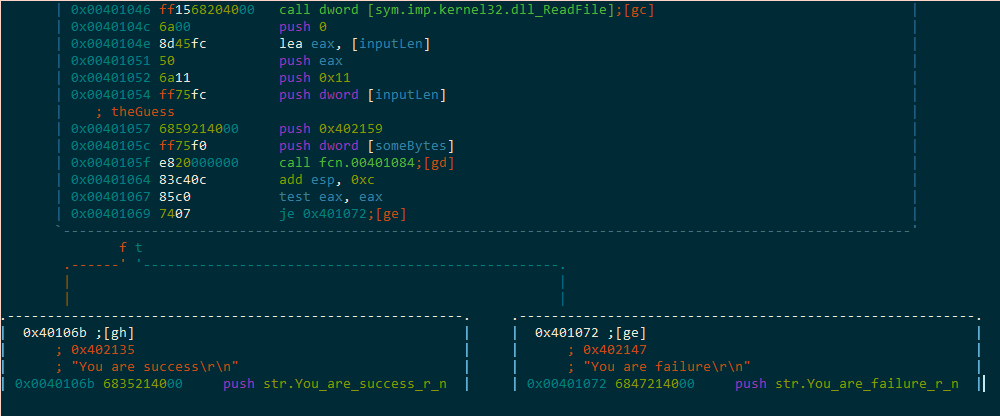 | 0x00401046 ff1568204000 call dword [sym.imp.kernel32.dll_ReadFile];[gc] |
| 0x0040104c 6a00 push 0 |
| 0x0040104e 8d45fc lea eax, [inputLen] |
| 0x00401051 50 push eax |
| 0x00401052 6a11 push 0x11 |
| 0x00401054 ff75fc push dword [inputLen] |
| ; theGuess |
| 0x00401057 6859214000 push 0x402159 |
| 0x0040105c ff75f0 push dword [someBytes] |
| 0x0040105f e820000000 call fcn.00401084;[gd] |
| 0x00401064 83c40c add esp, 0xc |
| 0x00401067 85c0 test eax, eax |
| 0x00401069 7407 je 0x401072;[ge] |
f t
| 0x40106b ;[gh] | | 0x401072 ;[ge] |
| ; 0x402135 | | ; 0x402147 |
| ; "You are success\r\n" | | ; "You are failure\r\n" |
| 0x0040106b 6835214000 push str.You_are_success_r_n | | 0x00401072 6847214000 push str.You_are_failure_r_n |